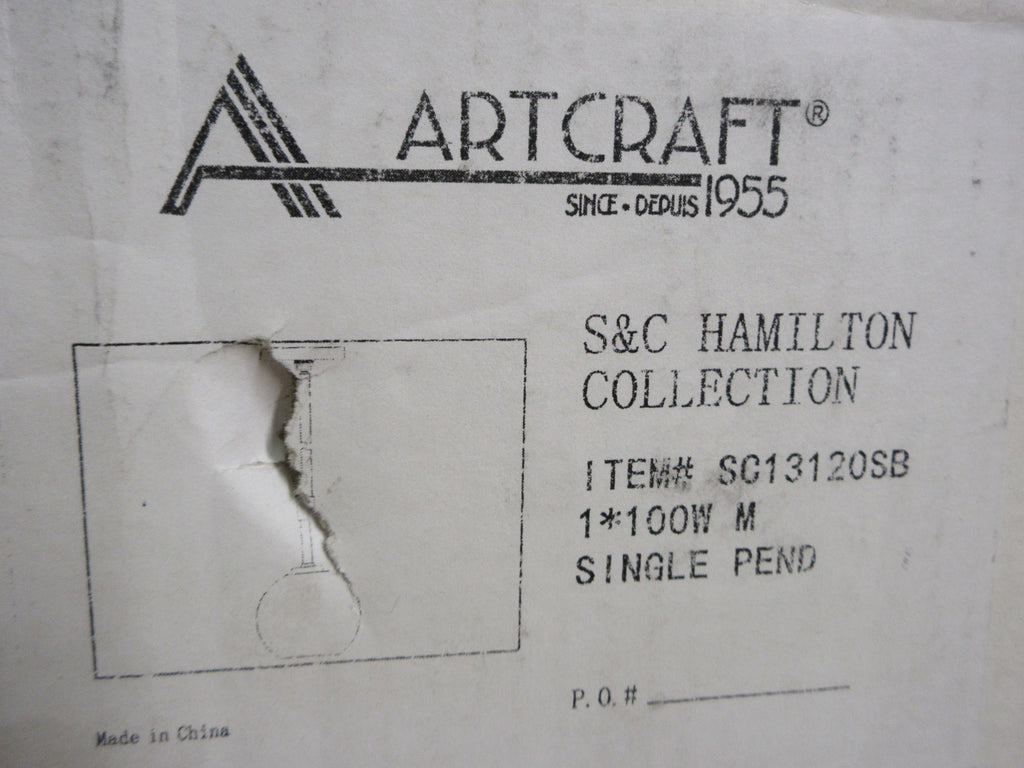 ARTCRAFT®
SINCE • DEPUIS 1955
S&C HAMILTON
COLLECTION
ITEM# SC13120SB
1*100W M
SINGLE PEND
P.O.#
Made in China